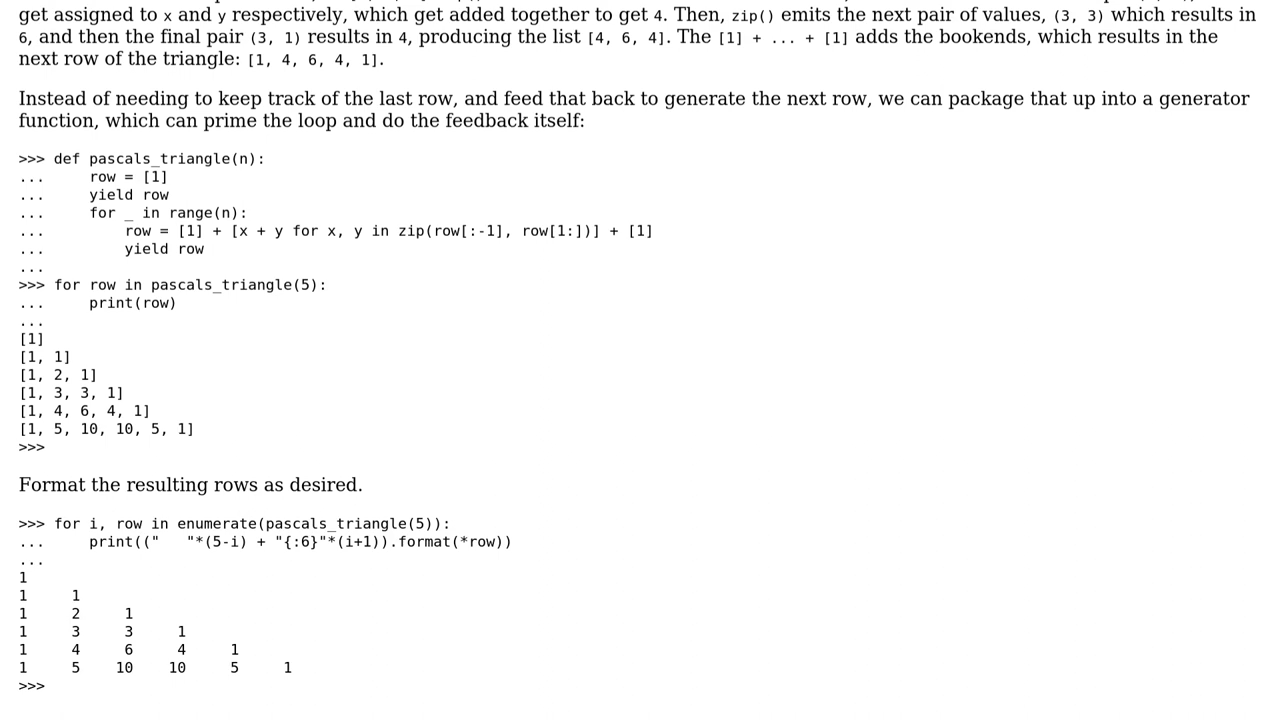 get assigned to x and y respectively, which get added together to get 4. Then, zip() emits the next pair of values, (3, 3) which results in
6, and then the final pair (3, 1) results in 4, producing the list [4, 6, 4]. The [1] + ... + [1] adds the bookends, which results in the
next row of the triangle: [1, 4, 6, 4, 1].
Instead of needing to keep track of the last row, and feed that back to generate the next row, we can package that up into a generator
function, which can prime the loop and do the feedback itself:
>>> def pascals_triangle(n):
...     row = [1]
...     yield row
...     for _ in range(n):
...         row = [1] + [x + y for x, y in zip(row[:-1], row[1:])] + [1]
...         yield row
...
>>> for row in pascals_triangle(5):
...     print(row)
...
[1]
[1, 1]
[1, 2, 1]
[1, 3, 3, 1]
[1, 4, 6, 4, 1]
[1, 5, 10, 10, 5, 1]
>>>
Format the resulting rows as desired.
>>> for i, row in enumerate(pascals_triangle(5)):
...     print(("   "*(5-i) + "{:6}"*(i+1)).format(*row))
...
1
1     1
1     2     1
1     3     3     1
1     4     6     4     1
1     5    10    10     5     1
>>>